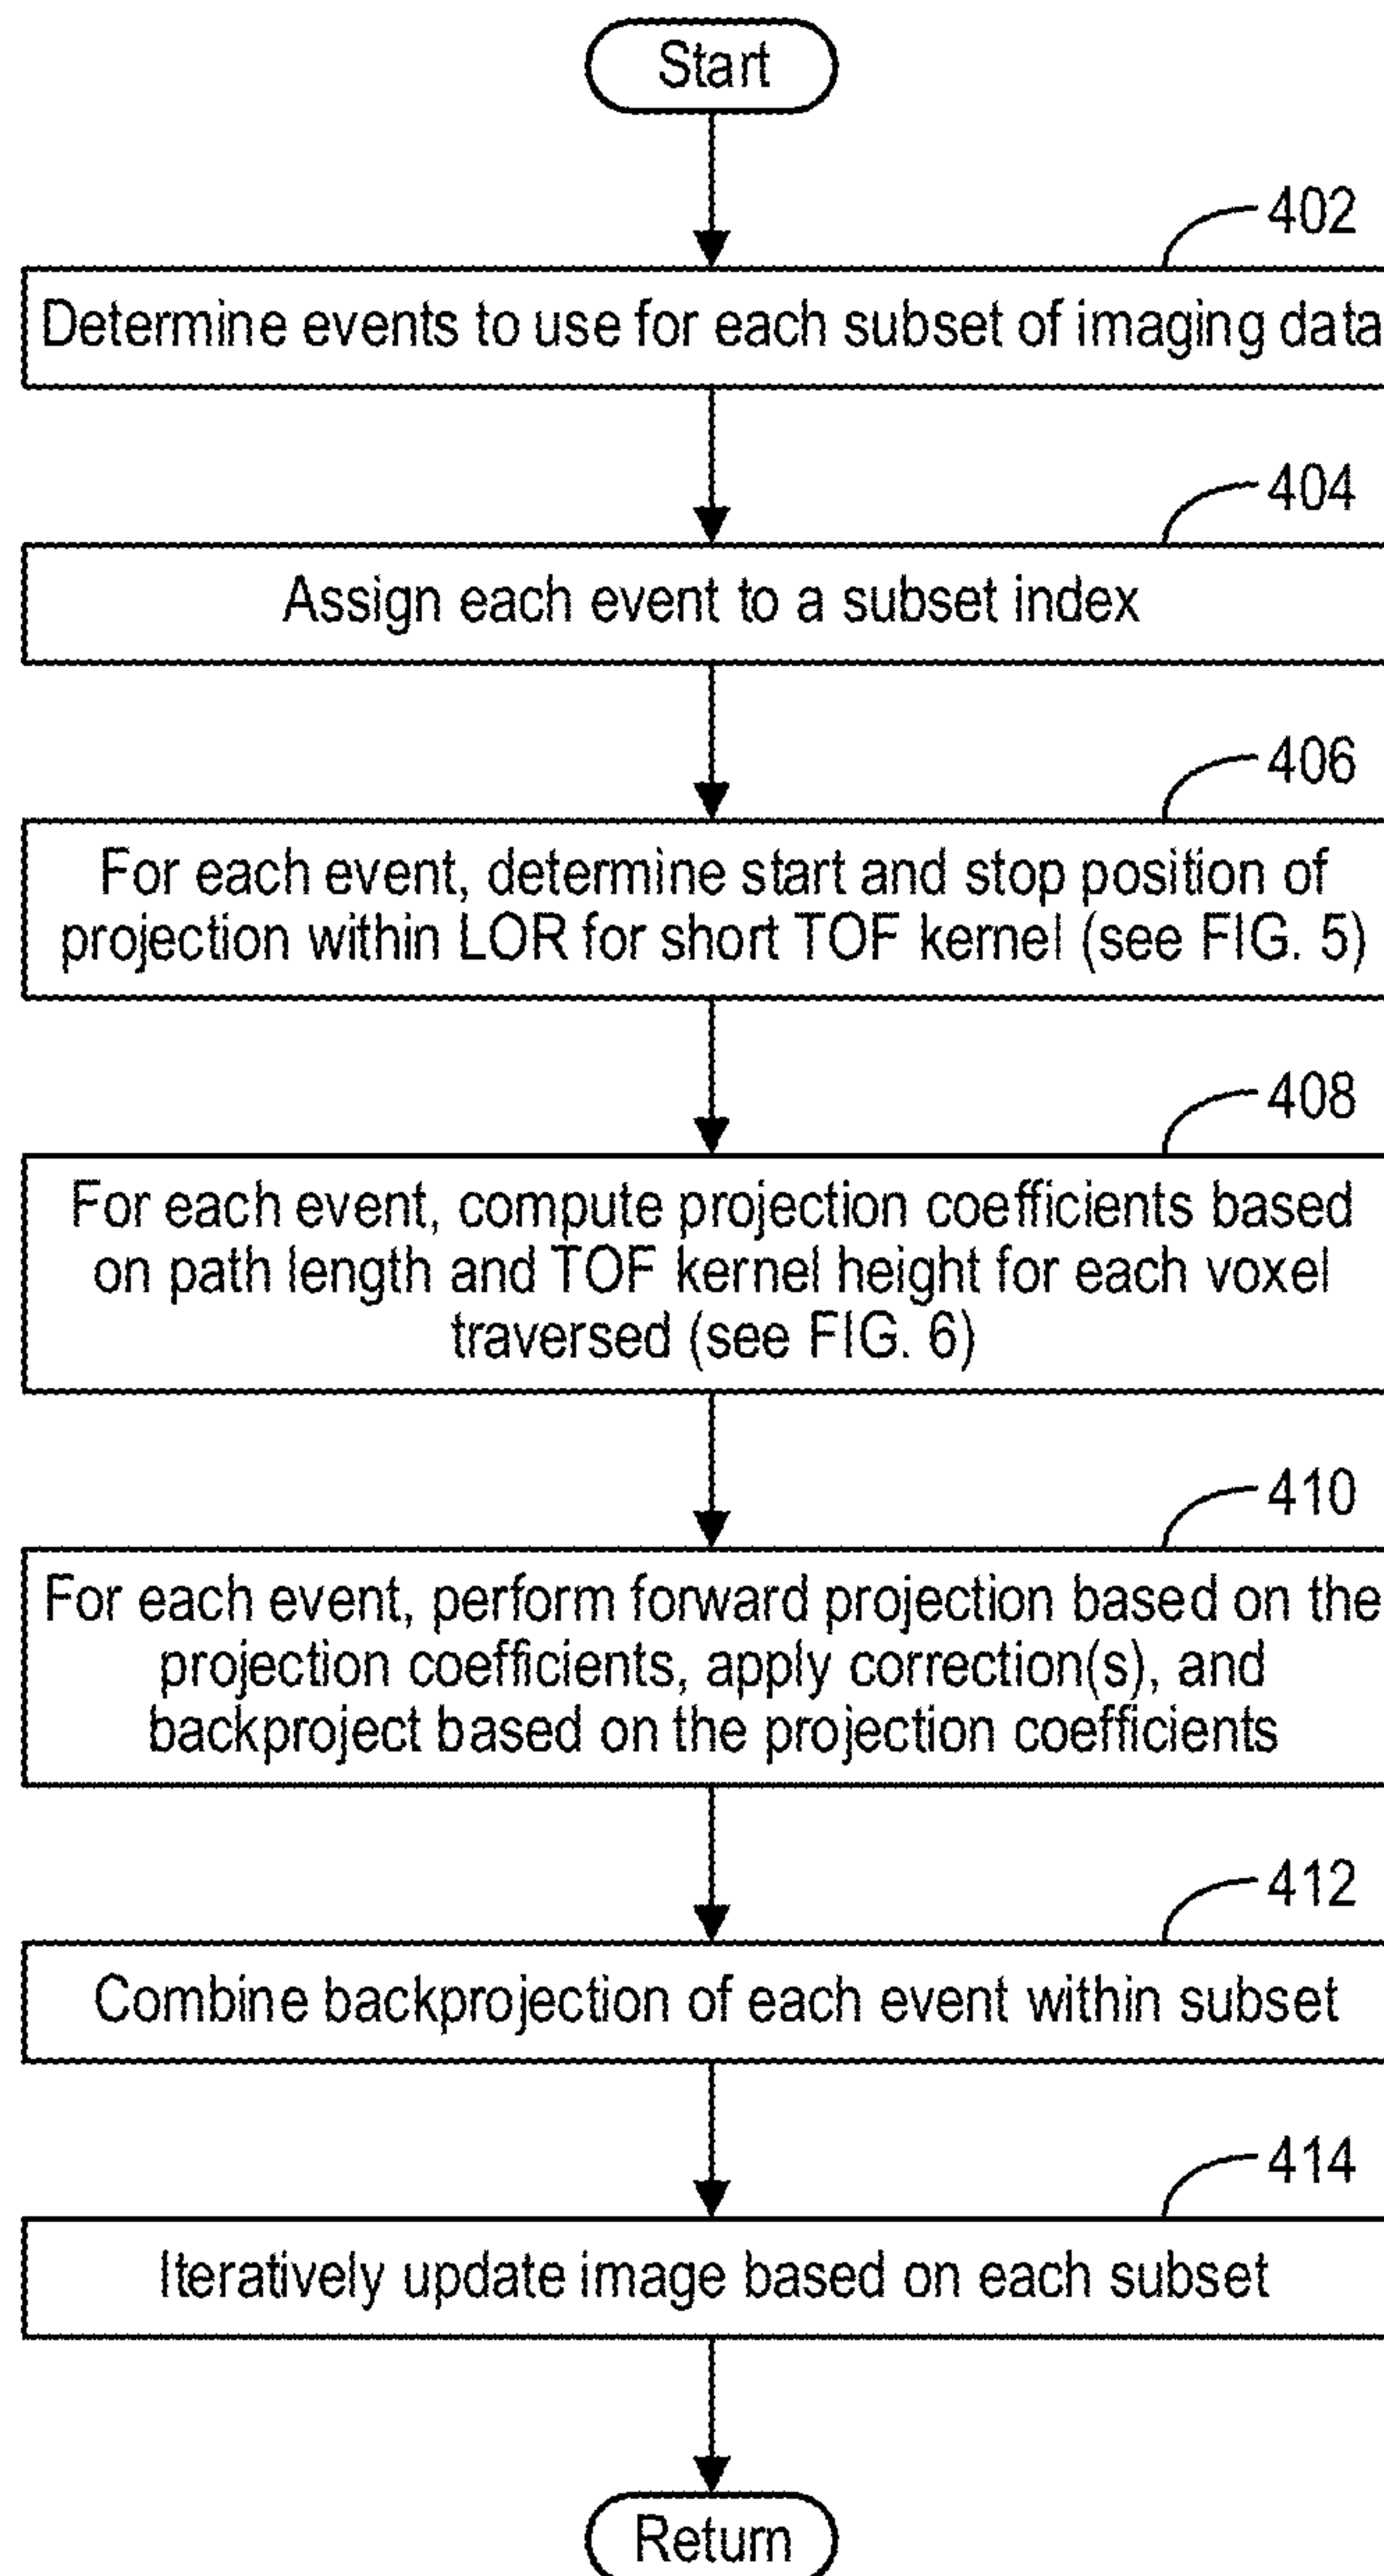 Start
402
Determine events to use for each subset of imaging data
404
Assign each event to a subset index
406
For each event, determine start and stop position of
projection within LOR for short TOF kernel (see FIG. 5)
408
For each event, compute projection coefficients based
on path length and TOF kernel height for each voxel
traversed (see FIG. 6)
410
For each event, perform forward projection based on the
projection coefficients, apply correction(s), and
backproject based on the projection coefficients
412
Combine backprojection of each event within subset
414
Iteratively update image based on each subset
Return